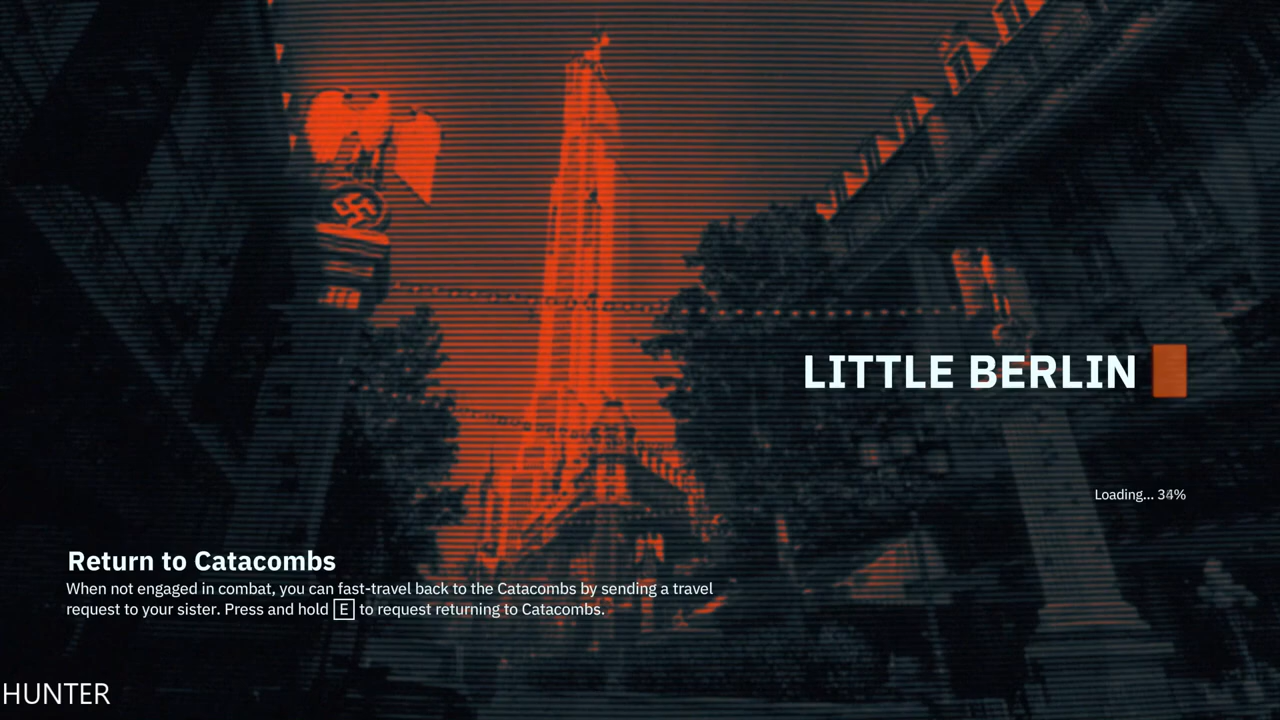 LITTLE BERLIN
Loading... 34%
Return to Catacombs
When not engaged in combat, you can fast-travel back to the Catacombs by sending a travel
request to your sister. Press and hold E to request returning to Catacombs.
HUNTER